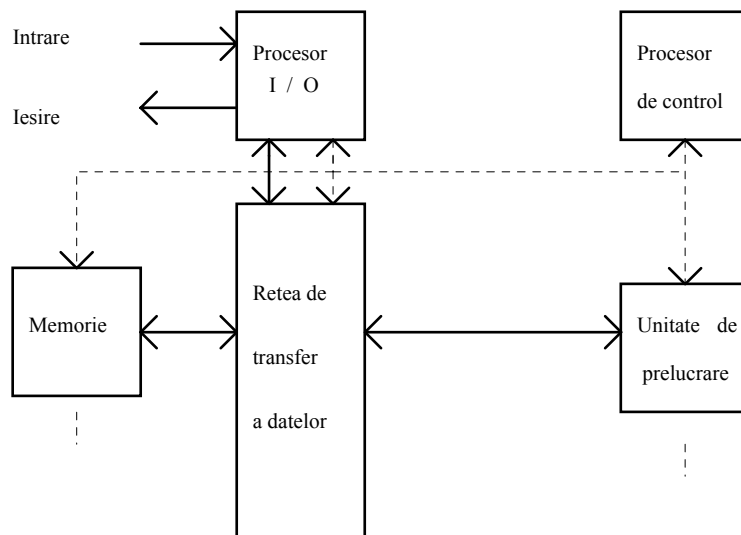 Intrare
Iesire
Procesor
I / O
Procesor
de control
Memorie
Retea de
transfer
a datelor
Unitate de
prelucrare